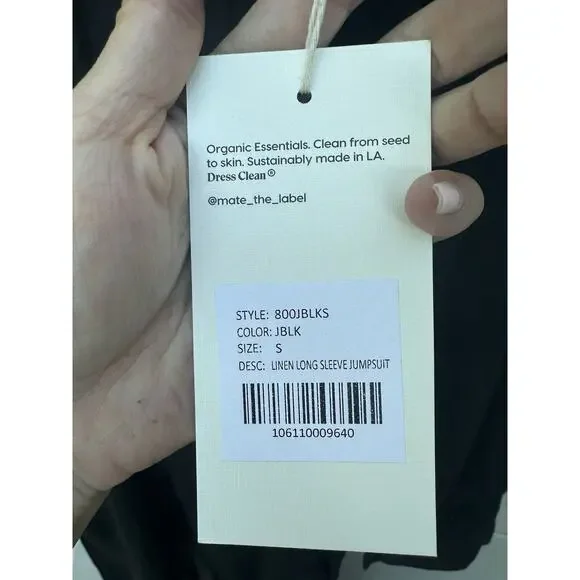 Organic Essentials. Clean from seed
to skin. Sustainably made in LA.
Dress Clean®
@mate_the_label
STYLE: 800JBLKS
COLOR: JBLK
SIZE: S
DESC: LINEN LONG SLEEVE JUMPSUIT
106110009640